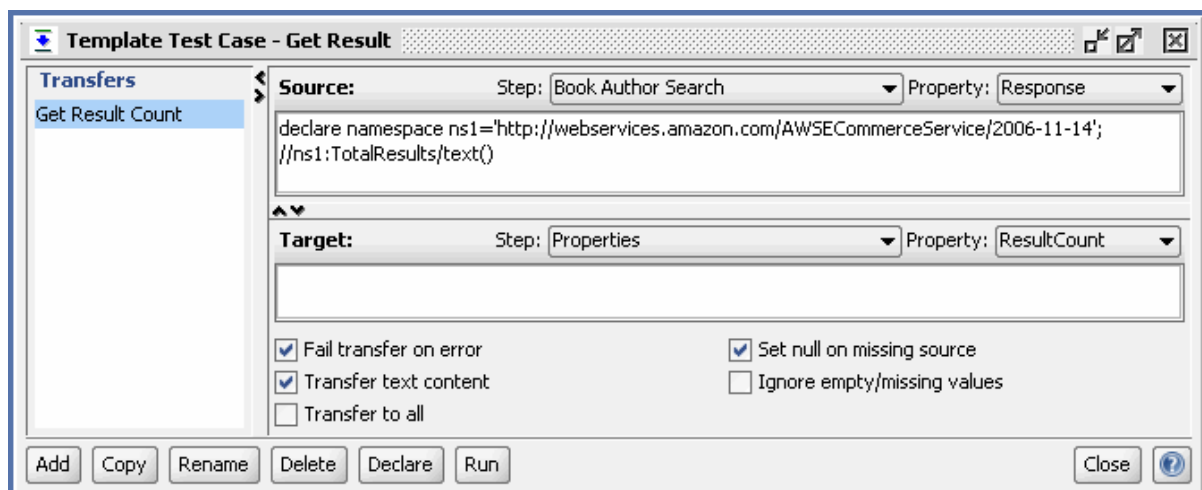 Template Test Case - Get Result
Transfers
Get Result Count
Source: Step: Book Author Search Property: Response
declare namespace ns1='http://webservices.amazon.com/AWSECommerceService/2006-11-14';
//ns1:TotalResults/text()
Target: Step: Properties Property: ResultCount
Fail transfer on error Set null on missing source
Transfer text content Ignore empty/missing values
Transfer to all
Add Copy Rename Delete Declare Run Close ?